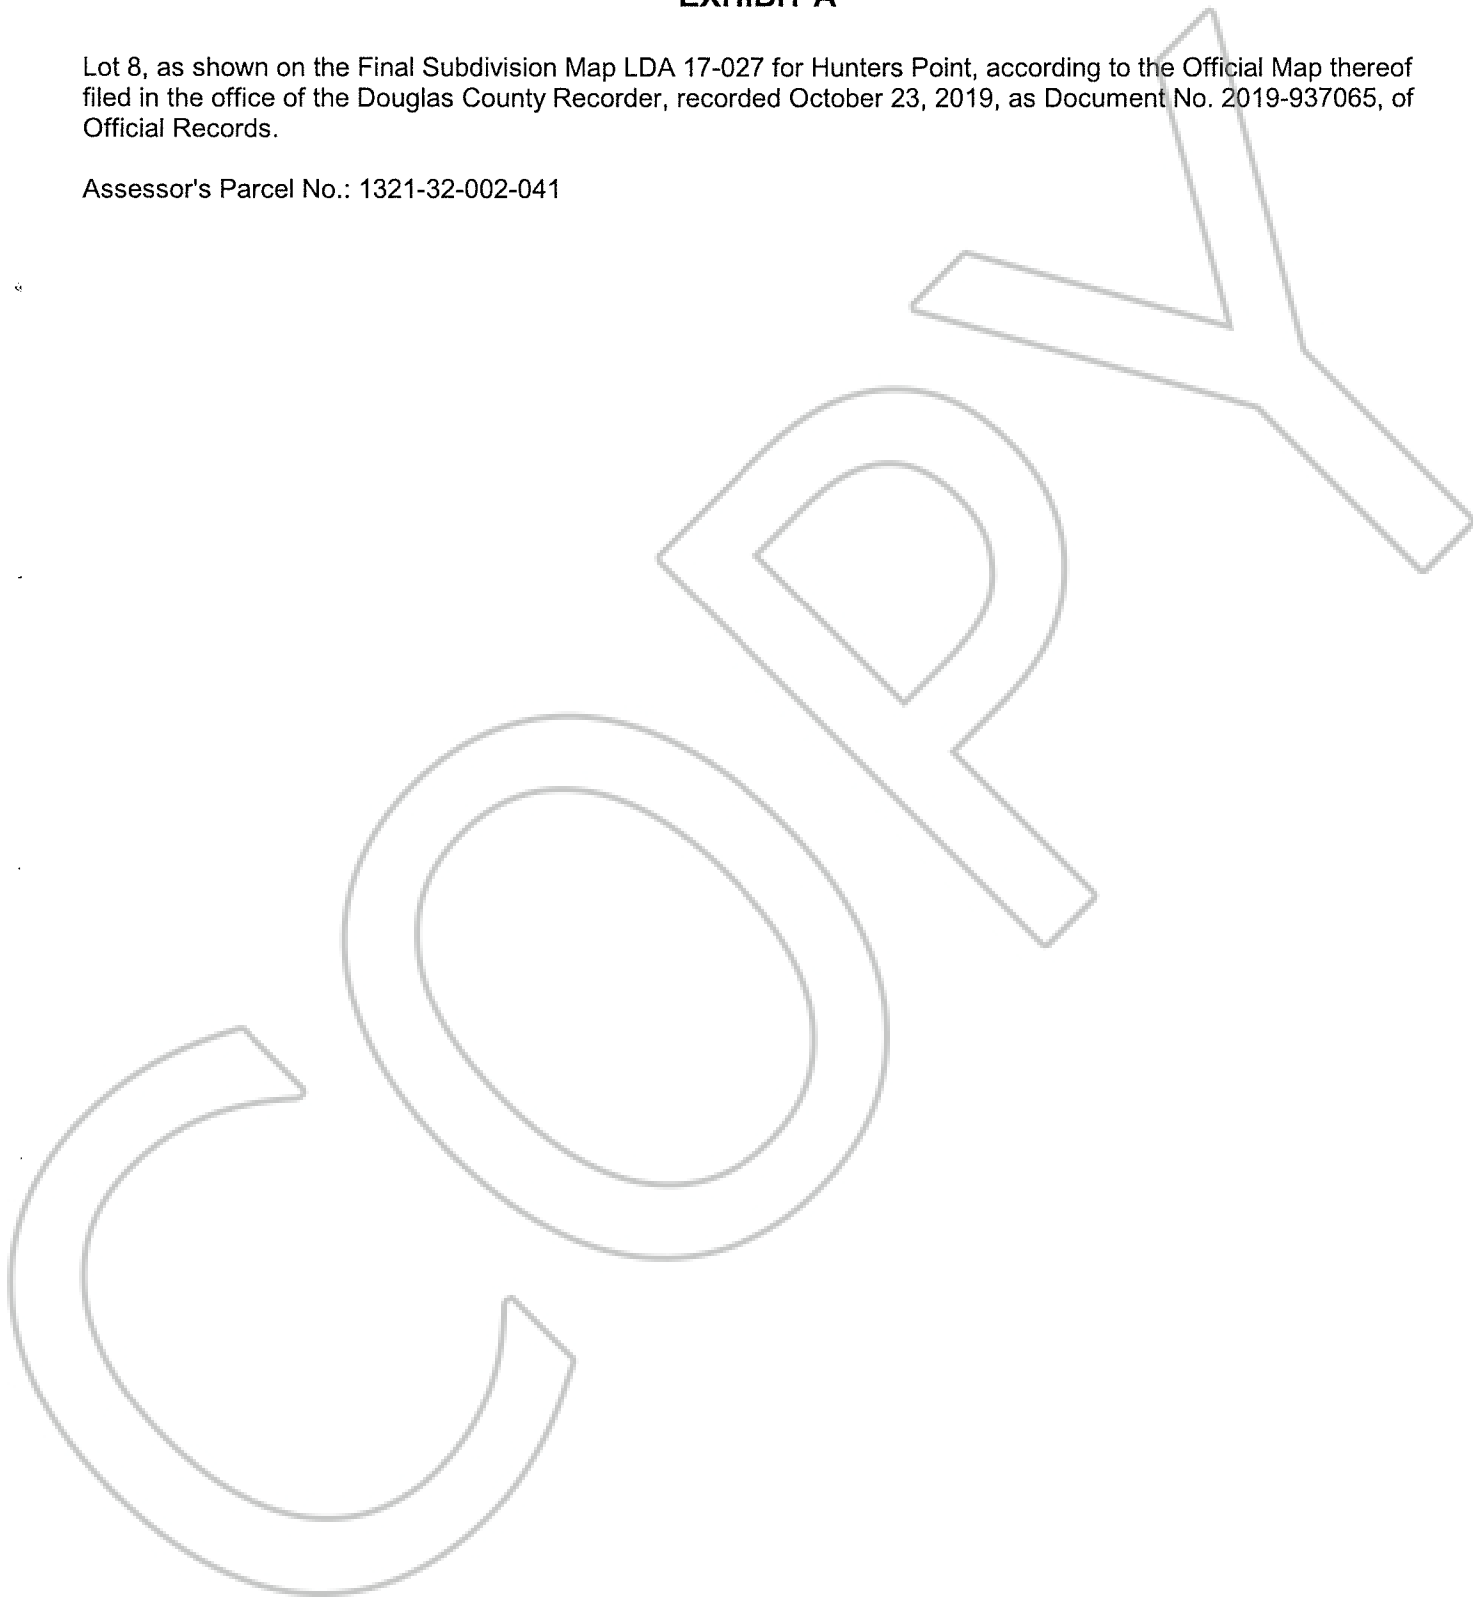 EXHIBIT A
Lot 8, as shown on the Final Subdivision Map LDA 17-027 for Hunters Point, according to the Official Map thereof
filed in the office of the Douglas County Recorder, recorded October 23, 2019, as Document No. 2019-937065, of
Official Records.
Assessor's Parcel No.: 1321-32-002-041
COPY